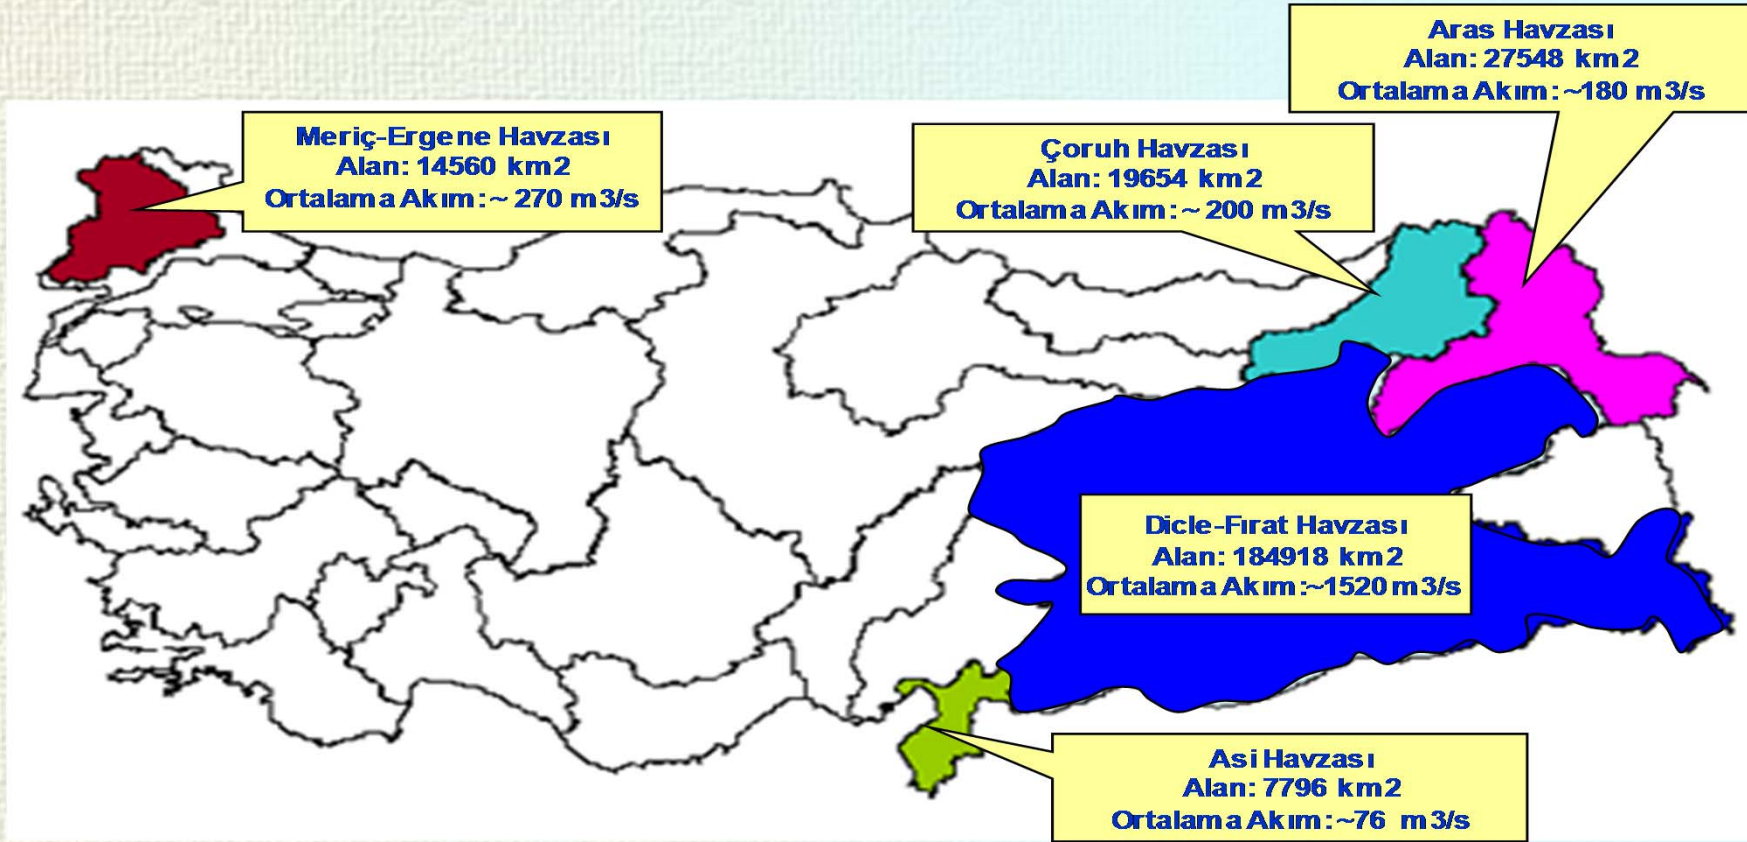 Aras Havzası
Alan: 27548 km2
Ortalama Akım: ~180 m3/s
Meriç-Ergene Havzası
Alan: 14560 km2
Ortalama Akım: ~ 270 m3/s
Çoruh Havzası
Alan: 19654 km2
Ortalama Akım: ~ 200 m3/s
Dicle-Fırat Havzası
Alan: 184918 km2
Ortalama Akım:~1520 m3/s
Asi Havzası
Alan: 7796 km2
Ortalama Akım:~76 m3/s